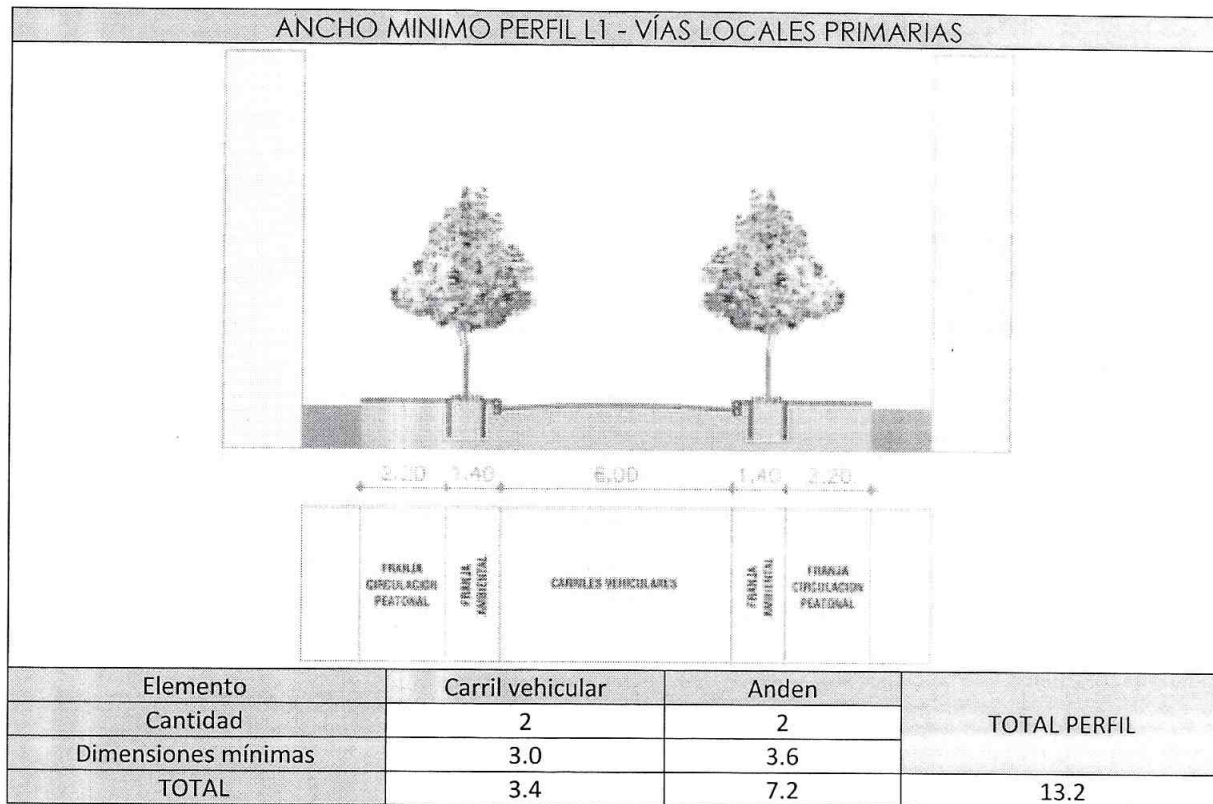 ANCHO MINIMO PERFIL L1 - VÍAS LOCALES PRIMARIAS
2.20 1.40 6.00 1.40 2.20
FRANJA CIRCULACION PEATONAL
FRANJA AMBIENTAL
CARRILES VEHICULARES
FRANJA AMBIENTAL
FRANJA CIRCULACION PEATONAL
Elemento Carril vehicular Anden TOTAL PERFIL
Cantidad 2 2
Dimensiones mínimas 3.0 3.6
TOTAL 3.4 7.2 13.2